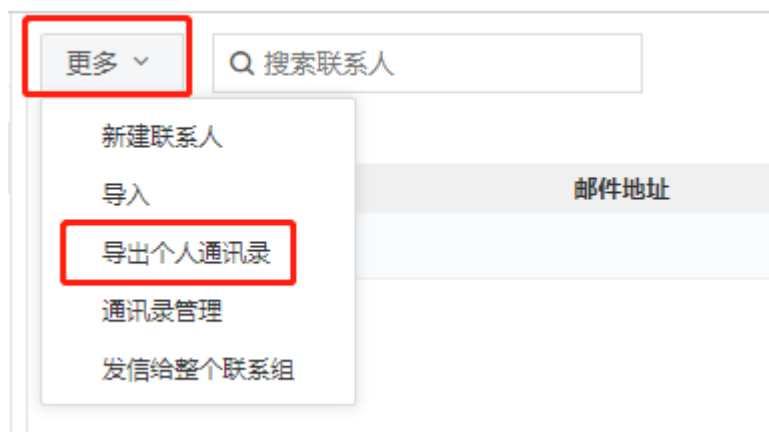 更多
搜索联系人
新建联系人
导入
邮件地址
导出个人通讯录
通讯录管理
发信给整个联系组